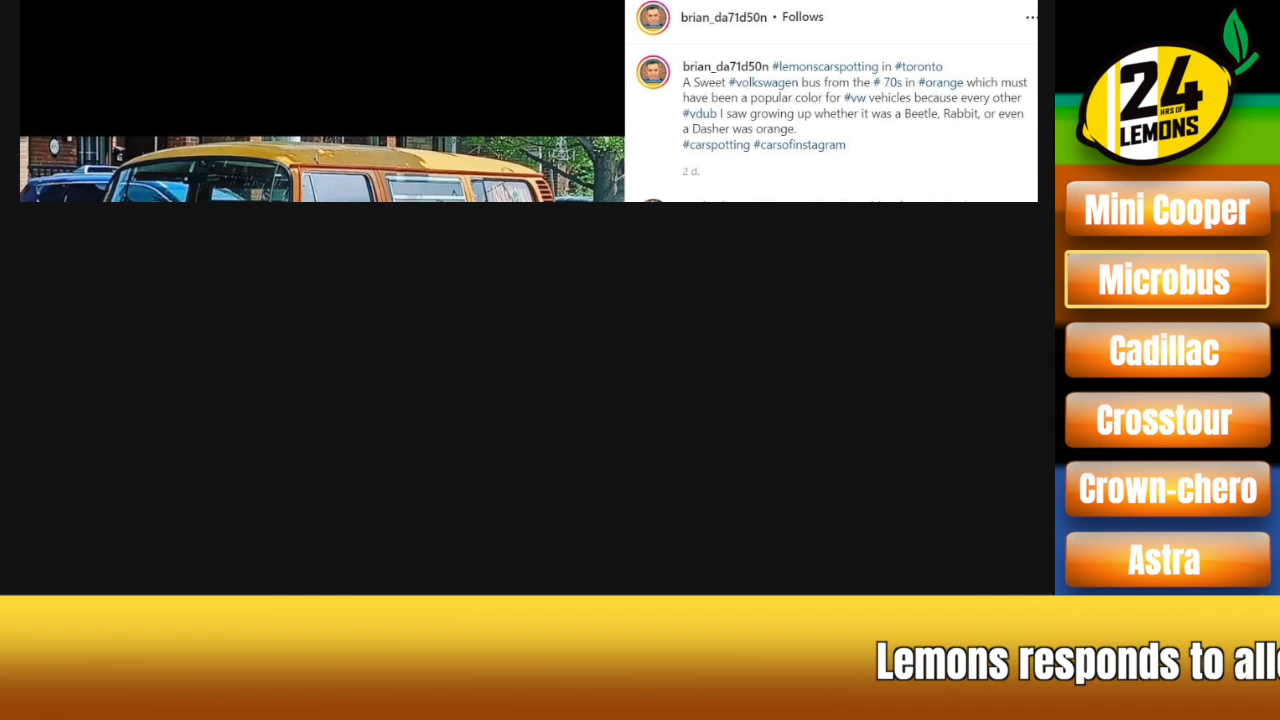 brian_da71d50n • Follows
brian_da71d50n #lemonscarspotting in #toronto
A Sweet #volkswagen bus from the # 70s in #orange which must
have been a popular color for #vw vehicles because every other
#vdub I saw growing up whether it was a Beetle, Rabbit, or even
a Dasher was orange.
#carspotting #carsofinstagram
2 d.
24
HRS OF
LEMONS
Mini Cooper
Microbus
Cadillac
Crosstour
Crown-chero
Astra
Lemons responds to